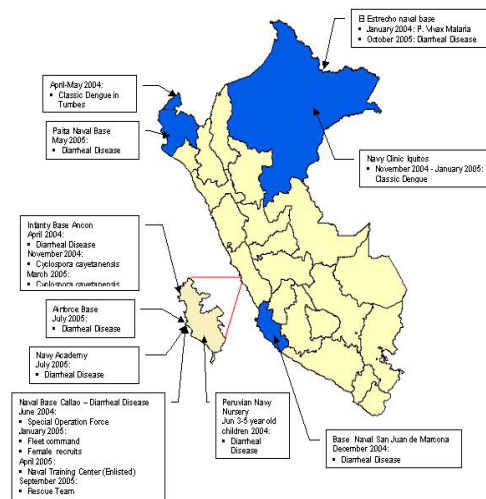 El Estrecho naval base
▪ January 2004: P. Vivax Malaria
▪ October 2005: Diarrheal Disease
April-May 2004:
▪ Classic Dengue in
Tumbes
Paita Naval Base
May 2005:
▪ Diarrheal Disease
Navy Clinic Iquitos
▪ November 2004 - January 2005:
Classic Dengue
Infantry Base Ancon
April 2004:
▪ Diarrheal Disease
November 2004:
▪ Cyclospora cayetanensis
March 2005:
▪ Cyclospora cayetanensis
Airforce Base
July 2005:
▪ Diarrheal Disease
Navy Academy
July 2005:
▪ Diarrheal Disease
Naval Base Callao – Diarrheal Disease
June 2004:
▪ Special Operation Force
January 2005:
▪ Fleet command
▪ Female recruits
April 2005:
▪ Naval Training Center (Enlisted)
September 2005:
▪ Rescue Team
Peruvian Navy
Nursery
Jun 3-5 year old
children 2004:
▪ Diarrheal
Disease
Base Naval San Juan de Marcona
December 2004:
▪ Diarrheal Disease